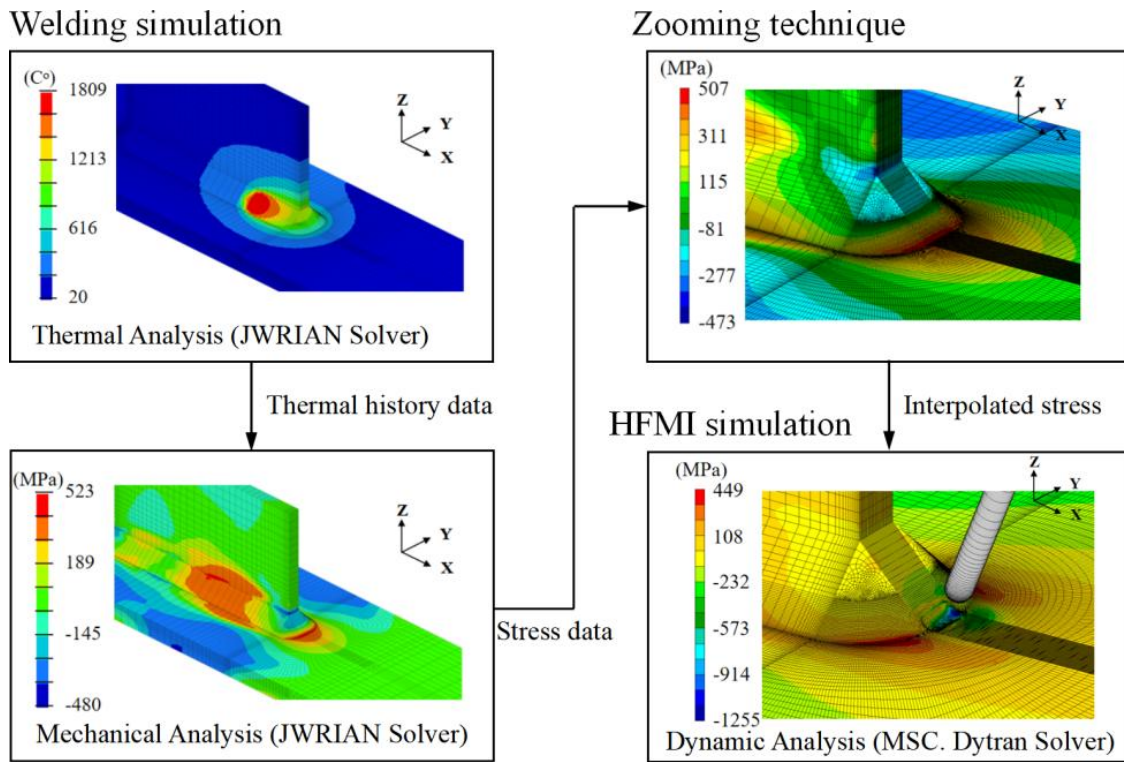 Welding simulation
(Cº)
1809
1213
616
20
Z
Y
X
Thermal Analysis (JWRIAN Solver)
Thermal history data
(MPa)
523
189
-145
-480
Z
Y
X
Mechanical Analysis (JWRIAN Solver)
Stress data
Zooming technique
(MPa)
507
311
115
-81
-277
-473
Z
Y
X
Interpolated stress
HFMI simulation
(MPa)
449
108
-232
-573
-914
-1255
Z
Y
X
Dynamic Analysis (MSC. Dytran Solver)